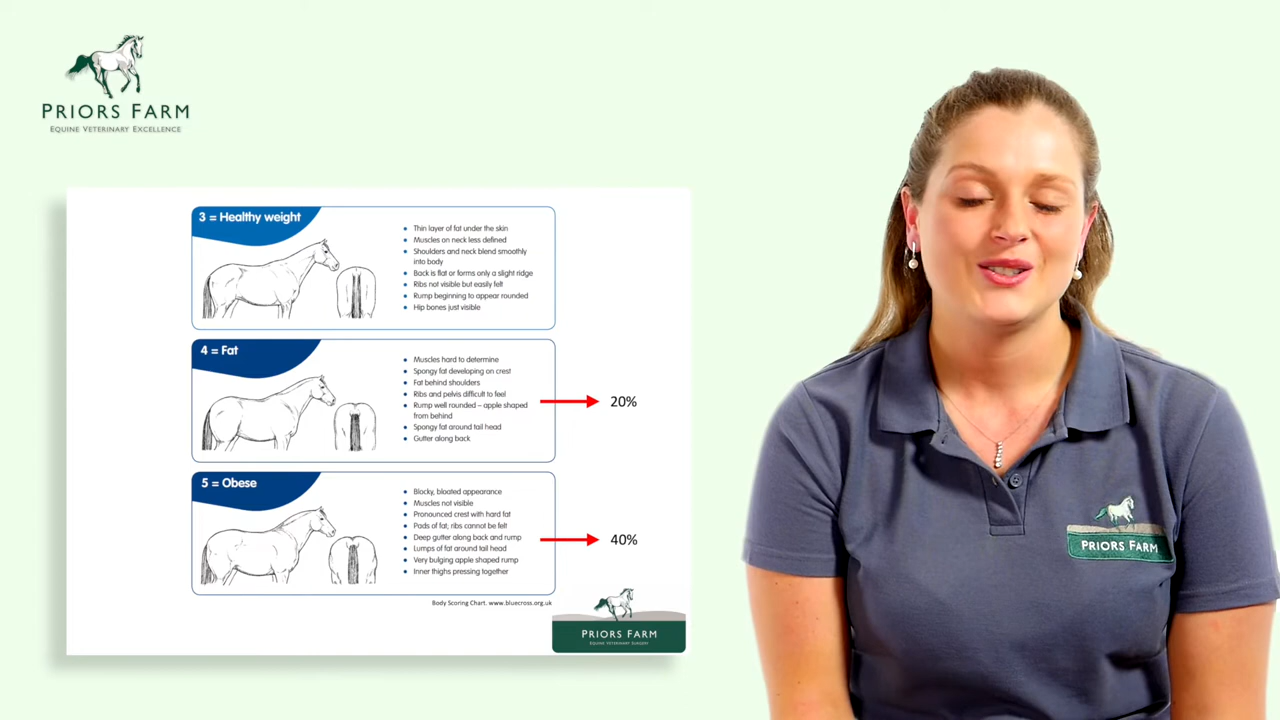 PRIORS FARM
EQUINE VETERINARY EXCELLENCE
3 = Healthy weight
Thin layer of fat under the skin
Muscles on neck less defined
Shoulders and neck blend smoothly
into body
Back is flat or forms only a slight ridge
Ribs not visible but easily felt
Rump beginning to appear rounded
Hip bones just visible
4 = Fat
Muscles hard to determine
Spongy fat developing on crest
Fat behind shoulders
Ribs and pelvis difficult to feel
Rump well rounded – apple shaped
from behind
Spongy fat around tail head
Gutter along back
20%
5 = Obese
Blocky, bloated appearance
Muscles not visible
Pronounced crest with hard fat
Pads of fat; ribs cannot be felt
Deep gutter along back and rump
Lumps of fat around tail head
Very bulging apple shaped rump
Inner thighs pressing together
40%
Body Scoring Chart. www.bluecross.org.uk
PRIORS FARM
EQUINE VETERINARY SURGERY
PRIORS FARM